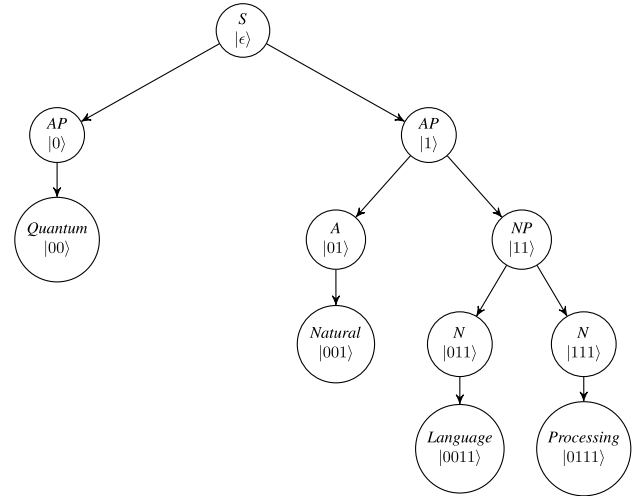 S
|ϵ⟩
AP
|0⟩
AP
|1⟩
Quantum
|00⟩
A
|01⟩
NP
|11⟩
Natural
|001⟩
N
|011⟩
N
|111⟩
Language
|0011⟩
Processing
|0111⟩